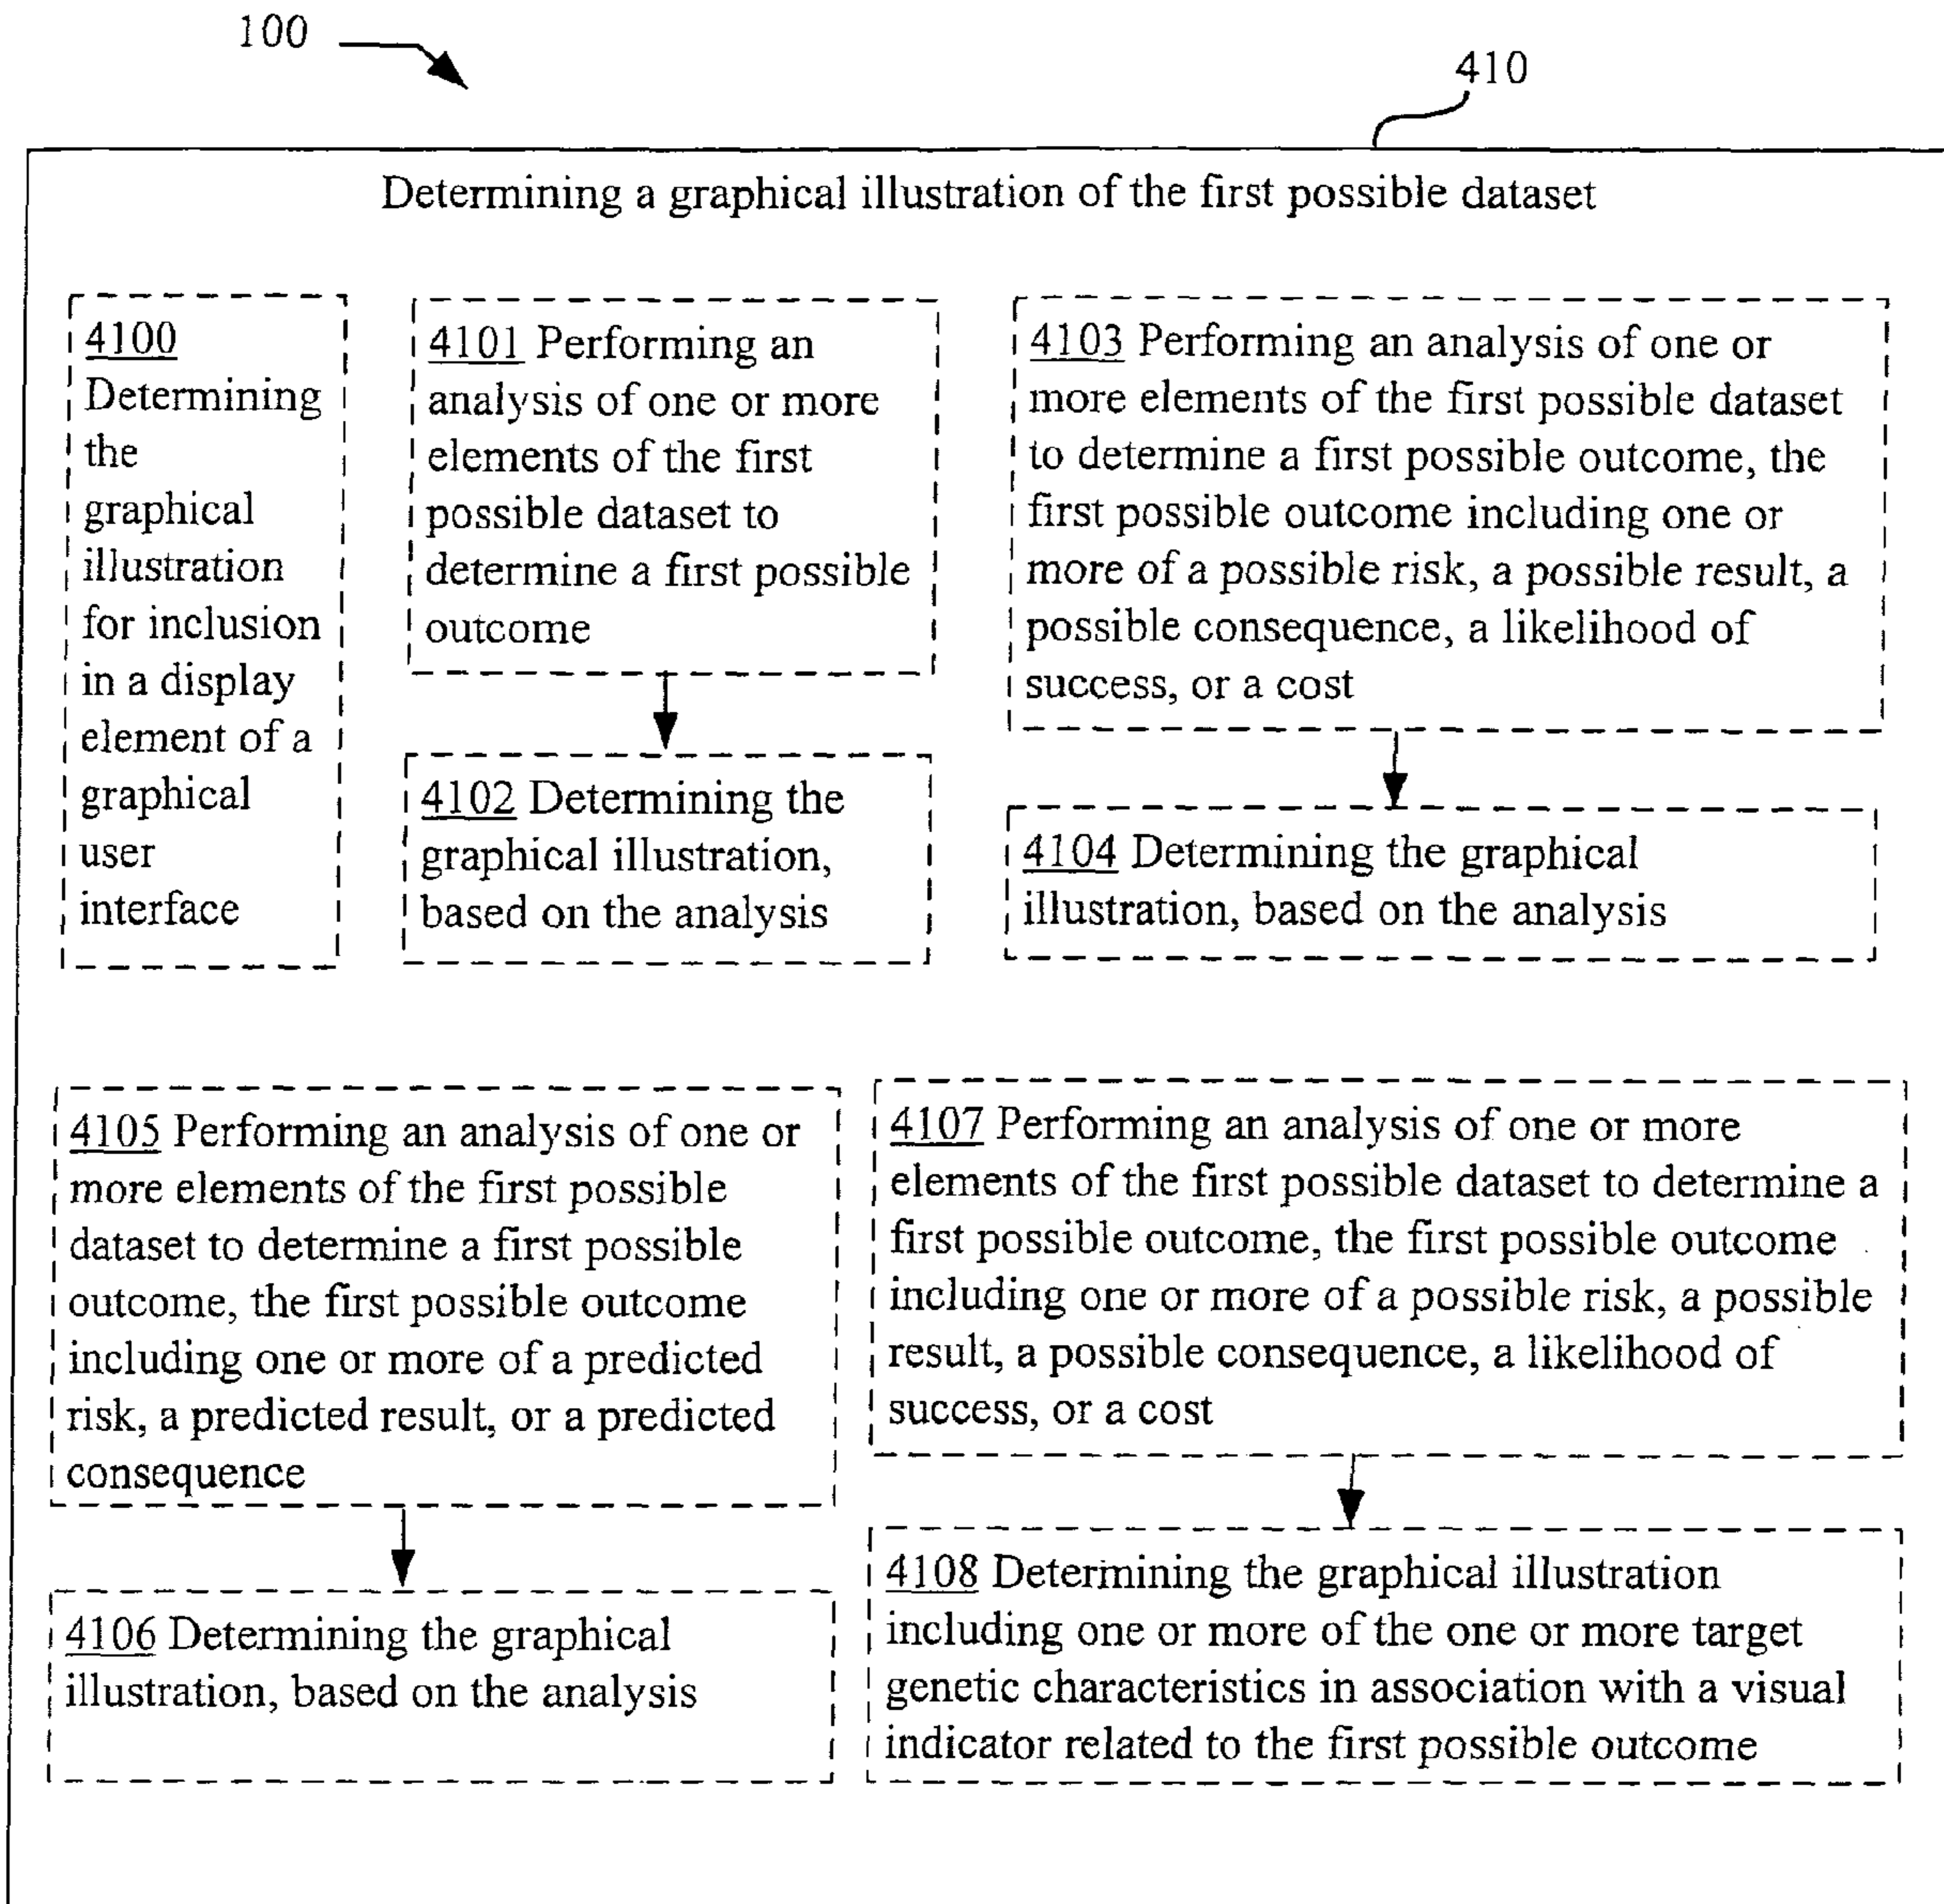 100
410
Determining a graphical illustration of the first possible dataset
4100
Determining
the
graphical
illustration
for inclusion
in a display
element of a
graphical
user
interface
4101 Performing an
analysis of one or more
elements of the first
possible dataset to
determine a first possible
outcome
4102 Determining the
graphical illustration,
based on the analysis
4103 Performing an analysis of one or
more elements of the first possible dataset
to determine a first possible outcome, the
first possible outcome including one or
more of a possible risk, a possible result, a
possible consequence, a likelihood of
success, or a cost
4104 Determining the graphical
illustration, based on the analysis
4105 Performing an analysis of one or
more elements of the first possible
dataset to determine a first possible
outcome, the first possible outcome
including one or more of a predicted
risk, a predicted result, or a predicted
consequence
4106 Determining the graphical
illustration, based on the analysis
4107 Performing an analysis of one or more
elements of the first possible dataset to determine a
first possible outcome, the first possible outcome
including one or more of a possible risk, a possible
result, a possible consequence, a likelihood of
success, or a cost
4108 Determining the graphical illustration
including one or more of the one or more target
genetic characteristics in association with a visual
indicator related to the first possible outcome